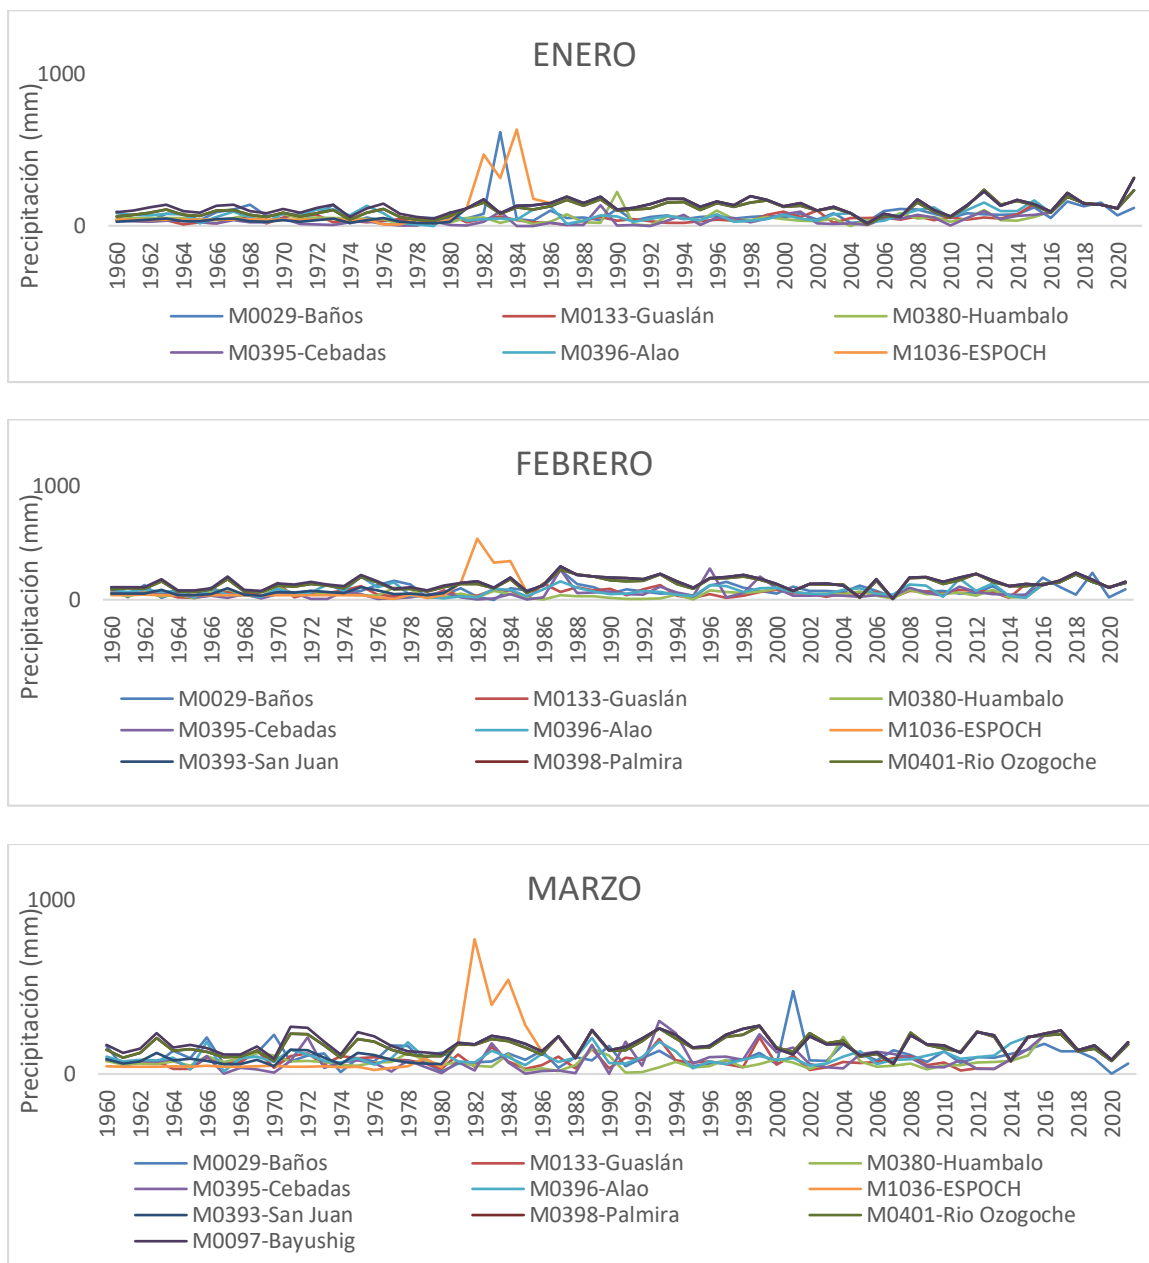 ENERO
Precipitación (mm)
1000
0
1960 1962 1964 1966 1968 1970 1972 1974 1976 1978 1980 1982 1984 1986 1988 1990 1992 1994 1996 1998 2000 2002 2004 2006 2008 2010 2012 2014 2016 2018 2020
M0029-Baños M0133-Guaslán M0380-Huambalo
M0395-Cebadas M0396-Alao M1036-ESPOCH
FEBRERO
Precipitación (mm)
1000
0
1960 1962 1964 1966 1968 1970 1972 1974 1976 1978 1980 1982 1984 1986 1988 1990 1992 1994 1996 1998 2000 2002 2004 2006 2008 2010 2012 2014 2016 2018 2020
M0029-Baños M0133-Guaslán M0380-Huambalo
M0395-Cebadas M0396-Alao M1036-ESPOCH
M0393-San Juan M0398-Palmira M0401-Rio Ozogoche
MARZO
Precipitación (mm)
1000
0
1960 1962 1964 1966 1968 1970 1972 1974 1976 1978 1980 1982 1984 1986 1988 1990 1992 1994 1996 1998 2000 2002 2004 2006 2008 2010 2012 2014 2016 2018 2020
M0029-Baños M0133-Guaslán M0380-Huambalo
M0395-Cebadas M0396-Alao M1036-ESPOCH
M0393-San Juan M0398-Palmira M0401-Rio Ozogoche
M0097-Bayushig